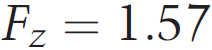 F_z = 1.57